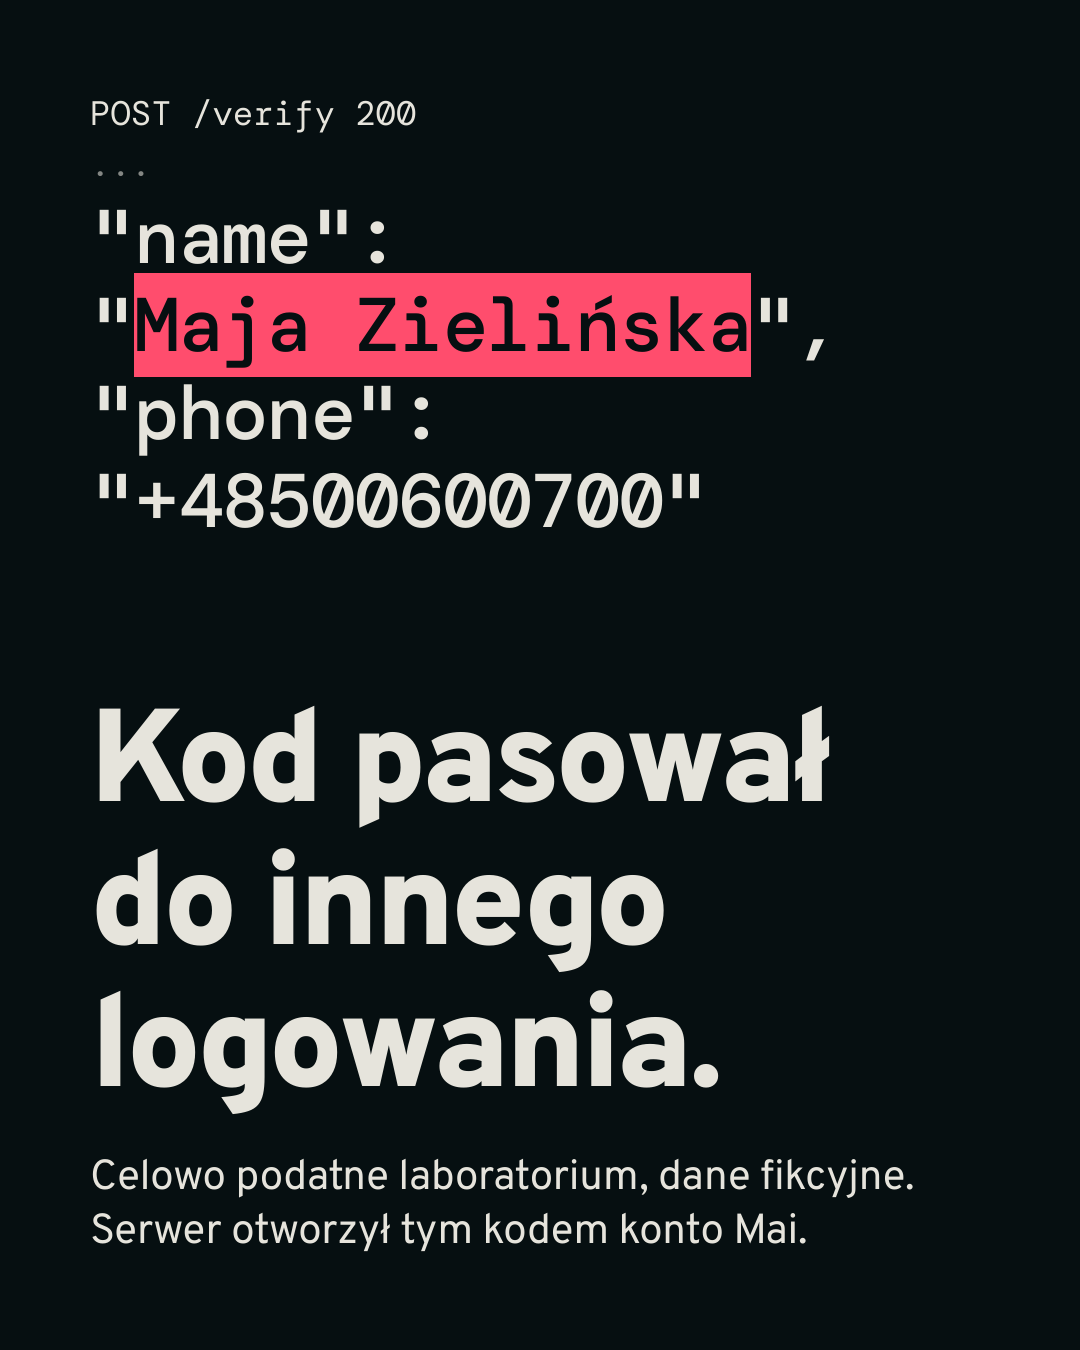 POST /verify 200
...
"name":
"Maja Zielińska",
"phone":
"+48500600700"
Kod pasował
do innego
logowania.
Celowo podatne laboratorium, dane fikcyjne.
Serwer otworzył tym kodem konto Mai.